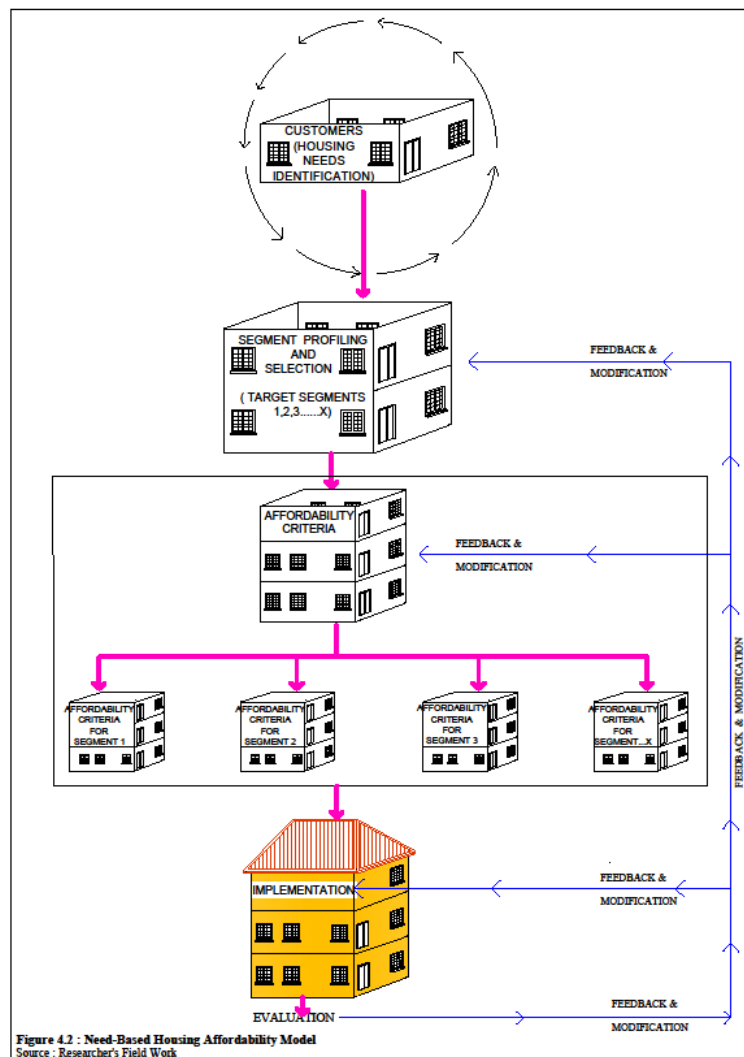 CUSTOMERS
(HOUSING
NEEDS
IDENTIFICATION)
SEGMENT PROFILING
AND
SELECTION
( TARGET SEGMENTS
1,2,3......X)
FEEDBACK &
MODIFICATION
AFFORDABILITY
CRITERIA
FEEDBACK &
MODIFICATION
AFFORDABILITY
CRITERIA
FOR
SEGMENT 1
AFFORDABILITY
CRITERIA
FOR
SEGMENT 2
AFFORDABILITY
CRITERIA
FOR
SEGMENT 3
AFFORDABILITY
CRITERIA
FOR
SEGMENT...X
FEEDBACK & MODIFICATION
IMPLEMENTATION
FEEDBACK &
MODIFICATION
EVALUATION
FEEDBACK &
MODIFICATION
Figure 4.2 : Need-Based Housing Affordability Model
Source : Researcher's Field Work